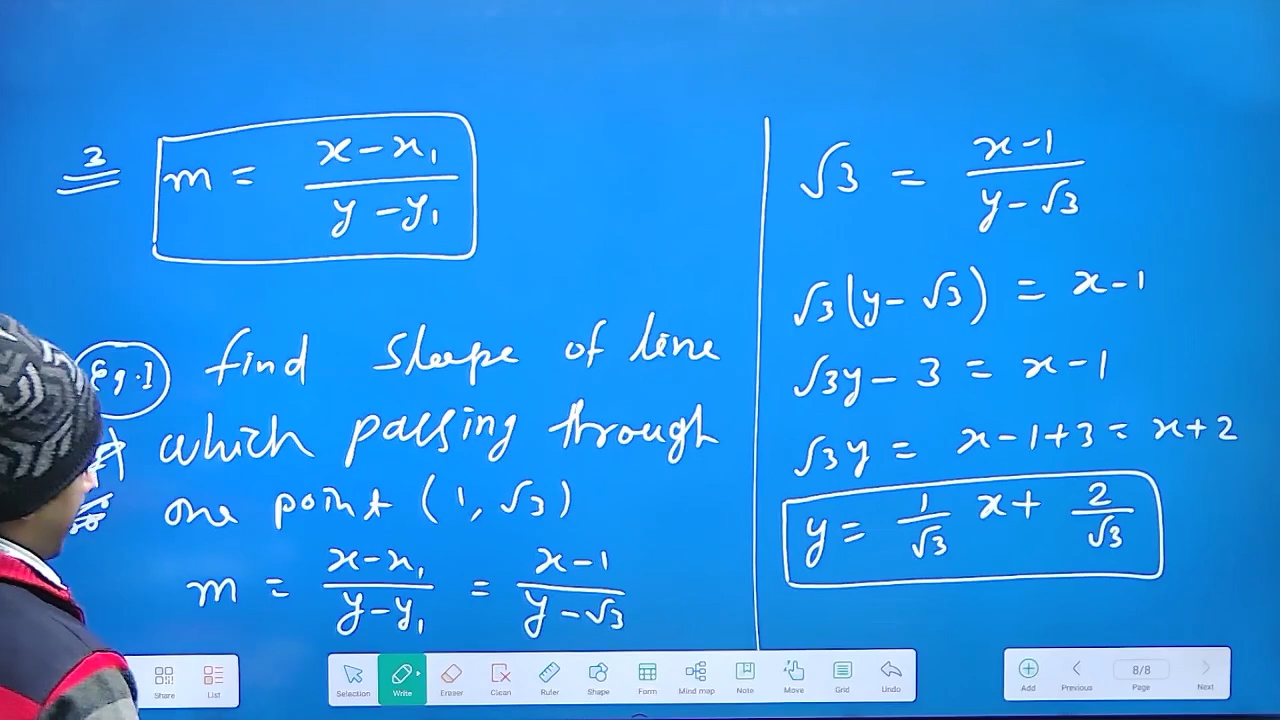 2 m = x-x₁/y-y₁
Eg.1 find Slope of line
which passing through
one point (1, √3)
m = x-x₁/y-y₁ = x-1/y-√3
√3 = x-1/y-√3
√3(y-√3) = x-1
√3y-3 = x-1
√3y = x-1+3 = x+2
y = 1/√3 x + 2/√3
Share List Selection Write Eraser Clean Ruler Shape Form Mind map Note Move Grid Undo Add Previous 8/8 Page Next